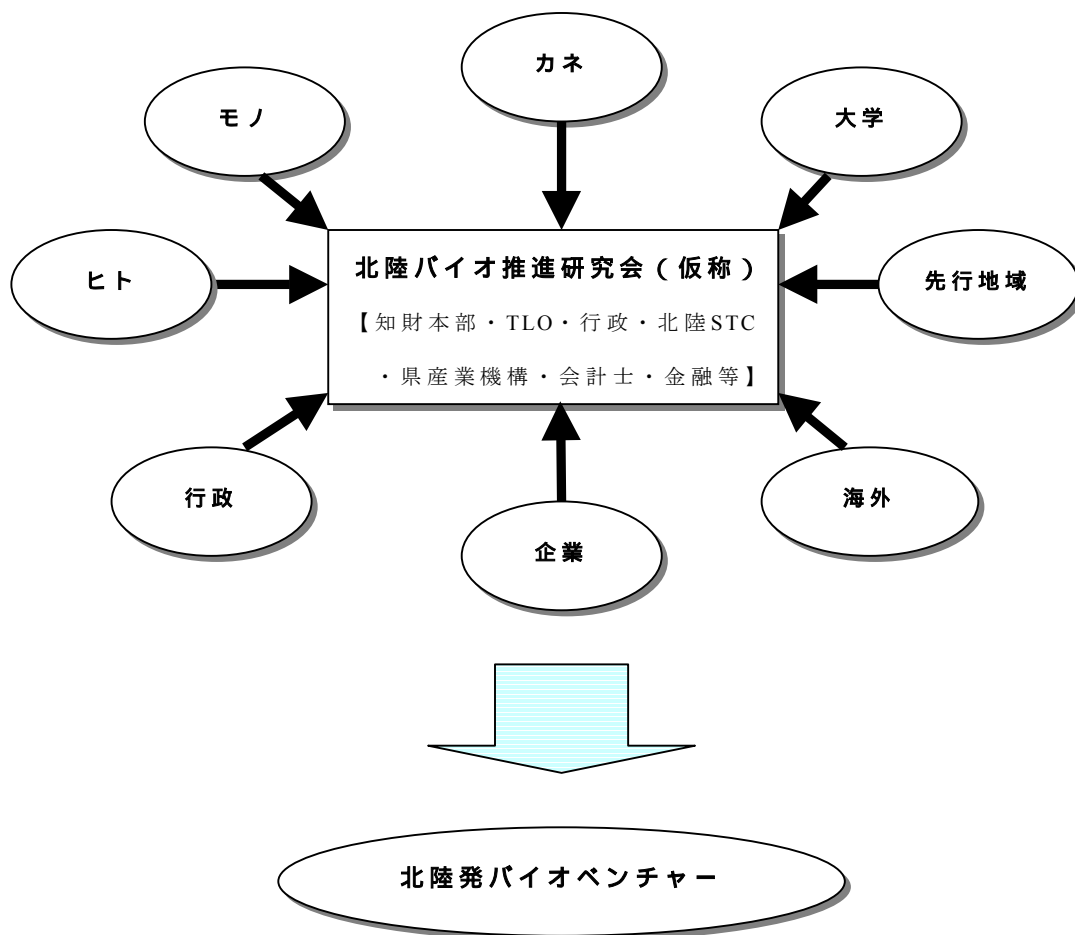 カネ
モノ
大学
ヒト
北陸バイオ推進研究会（仮称）
【知財本部・TLO・行政・北陸STC
・県産業機構・会計士・金融等】
先行地域
行政
企業
海外
北陸発バイオベンチャー